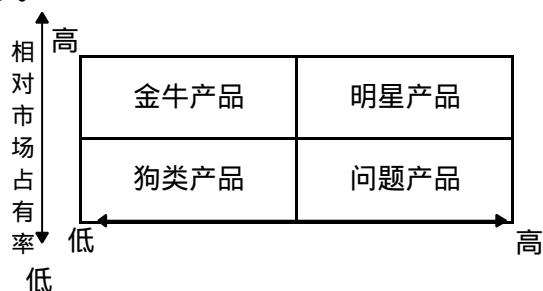 高
相对市场占有率
金牛产品 明星产品
狗类产品 问题产品
低 高
低